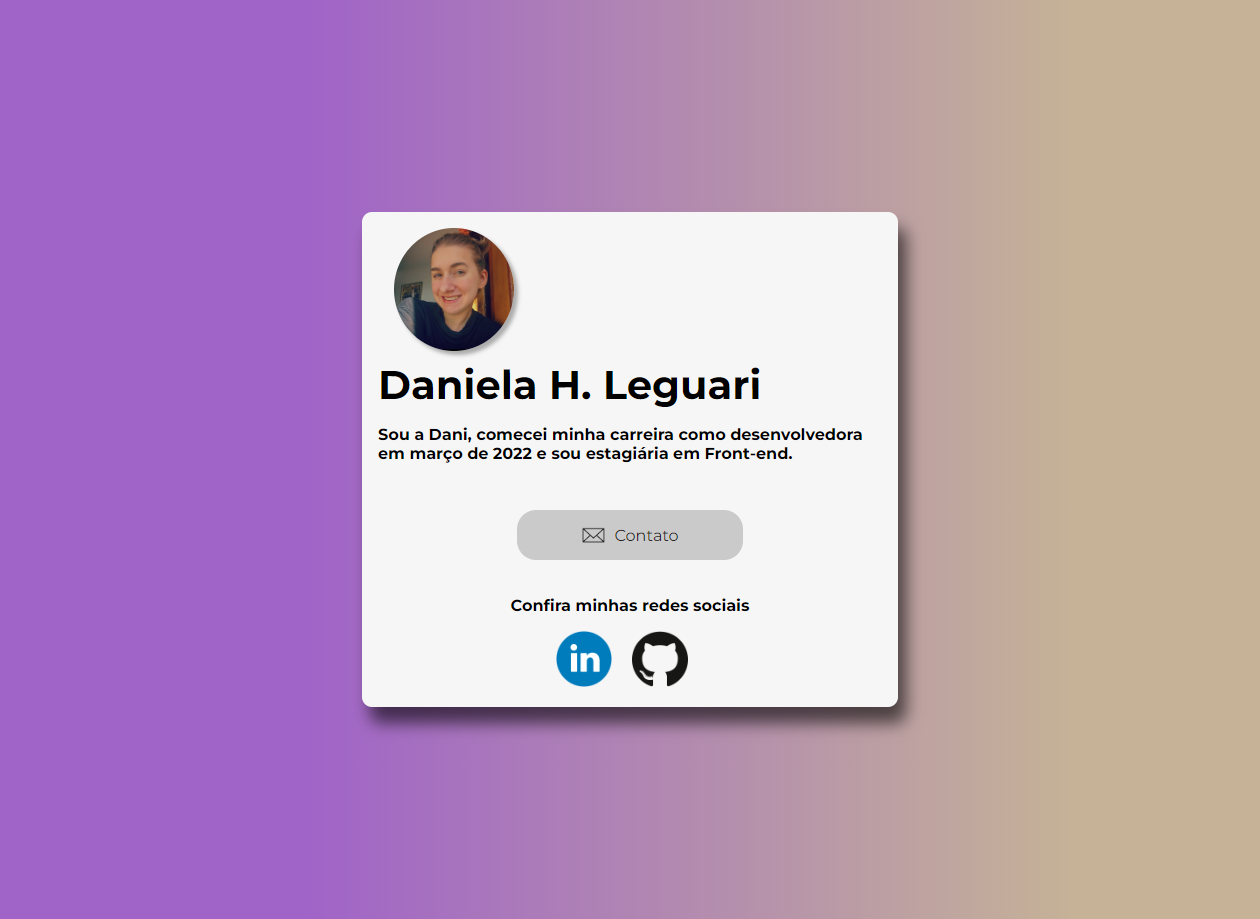 Daniela H. Leguari
Sou a Dani, comecei minha carreira como desenvolvedora
em março de 2022 e sou estagiária em Front-end.
Contato
Confira minhas redes sociais
in